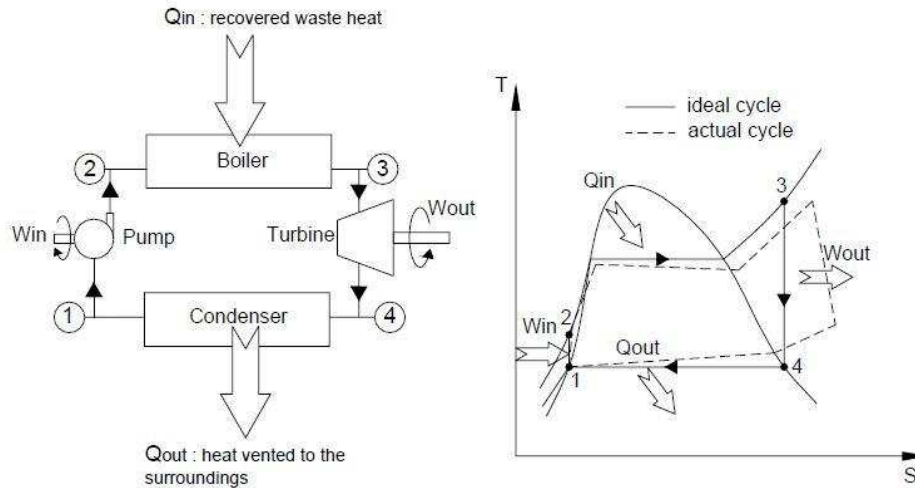 Qin : recovered waste heat
2
Boiler
3
Win
Pump
Turbine
Wout
1
Condenser
4
Qout : heat vented to the
surroundings
T
ideal cycle
actual cycle
Qin
3
Wout
Win
2
Qout
1
4
S